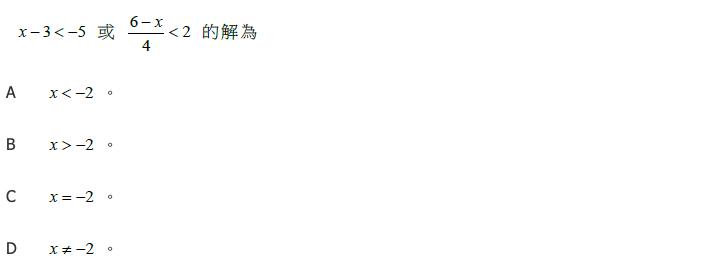 x − 3 < −5 或 (6 − x)/4 < 2 的解為
A x < −2 。
B x > −2 。
C x = −2 。
D x ≠ −2 。